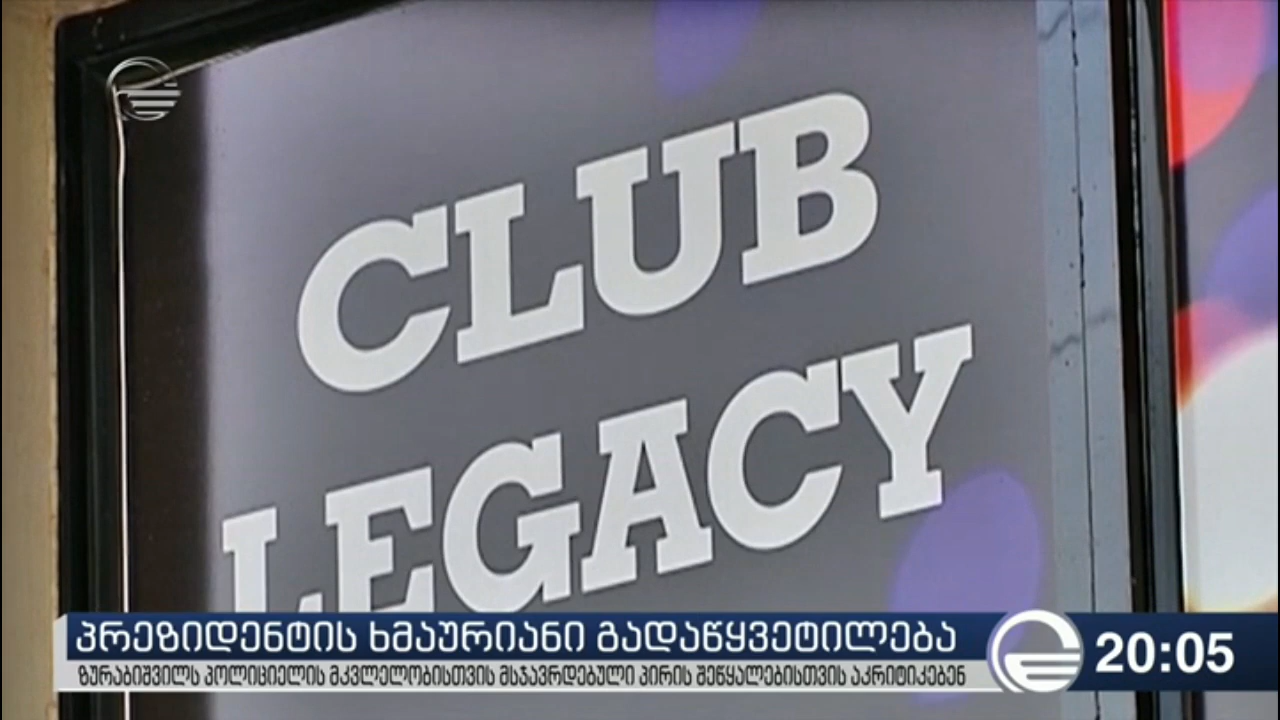 CLUB
LEGACY
პრეზიდენტის ხმაურიანი გადაწყვეტილება
ზურაბიშვილს პოლიციელის მკვლელობისთვის მსჯავრდებული პირის შეწყალებისთვის აკრიტიკებენ
20:05